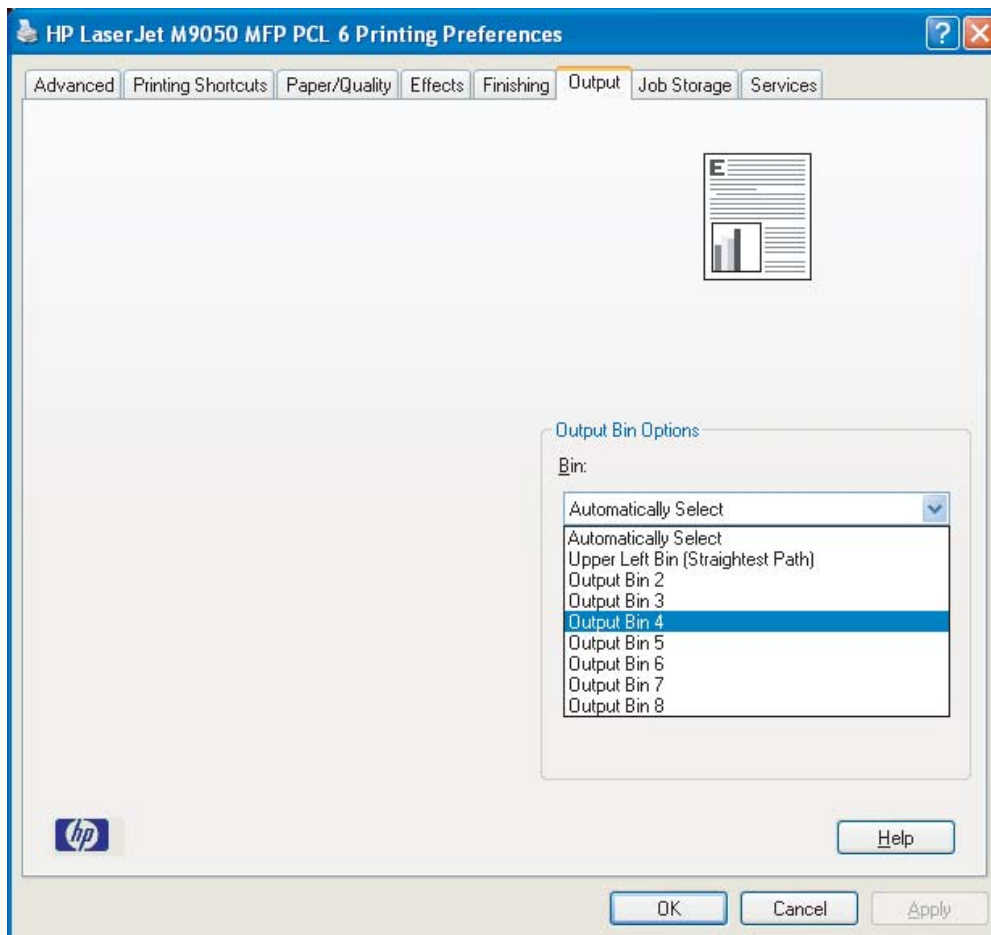 HP LaserJet M9050 MFP PCL 6 Printing Preferences
?
Advanced Printing Shortcuts Paper/Quality Effects Finishing Output Job Storage Services
E
Output Bin Options
Bin:
Automatically Select
Automatically Select
Upper Left Bin (Straightest Path)
Output Bin 2
Output Bin 3
Output Bin 4
Output Bin 5
Output Bin 6
Output Bin 7
Output Bin 8
hp
Help
OK Cancel Apply